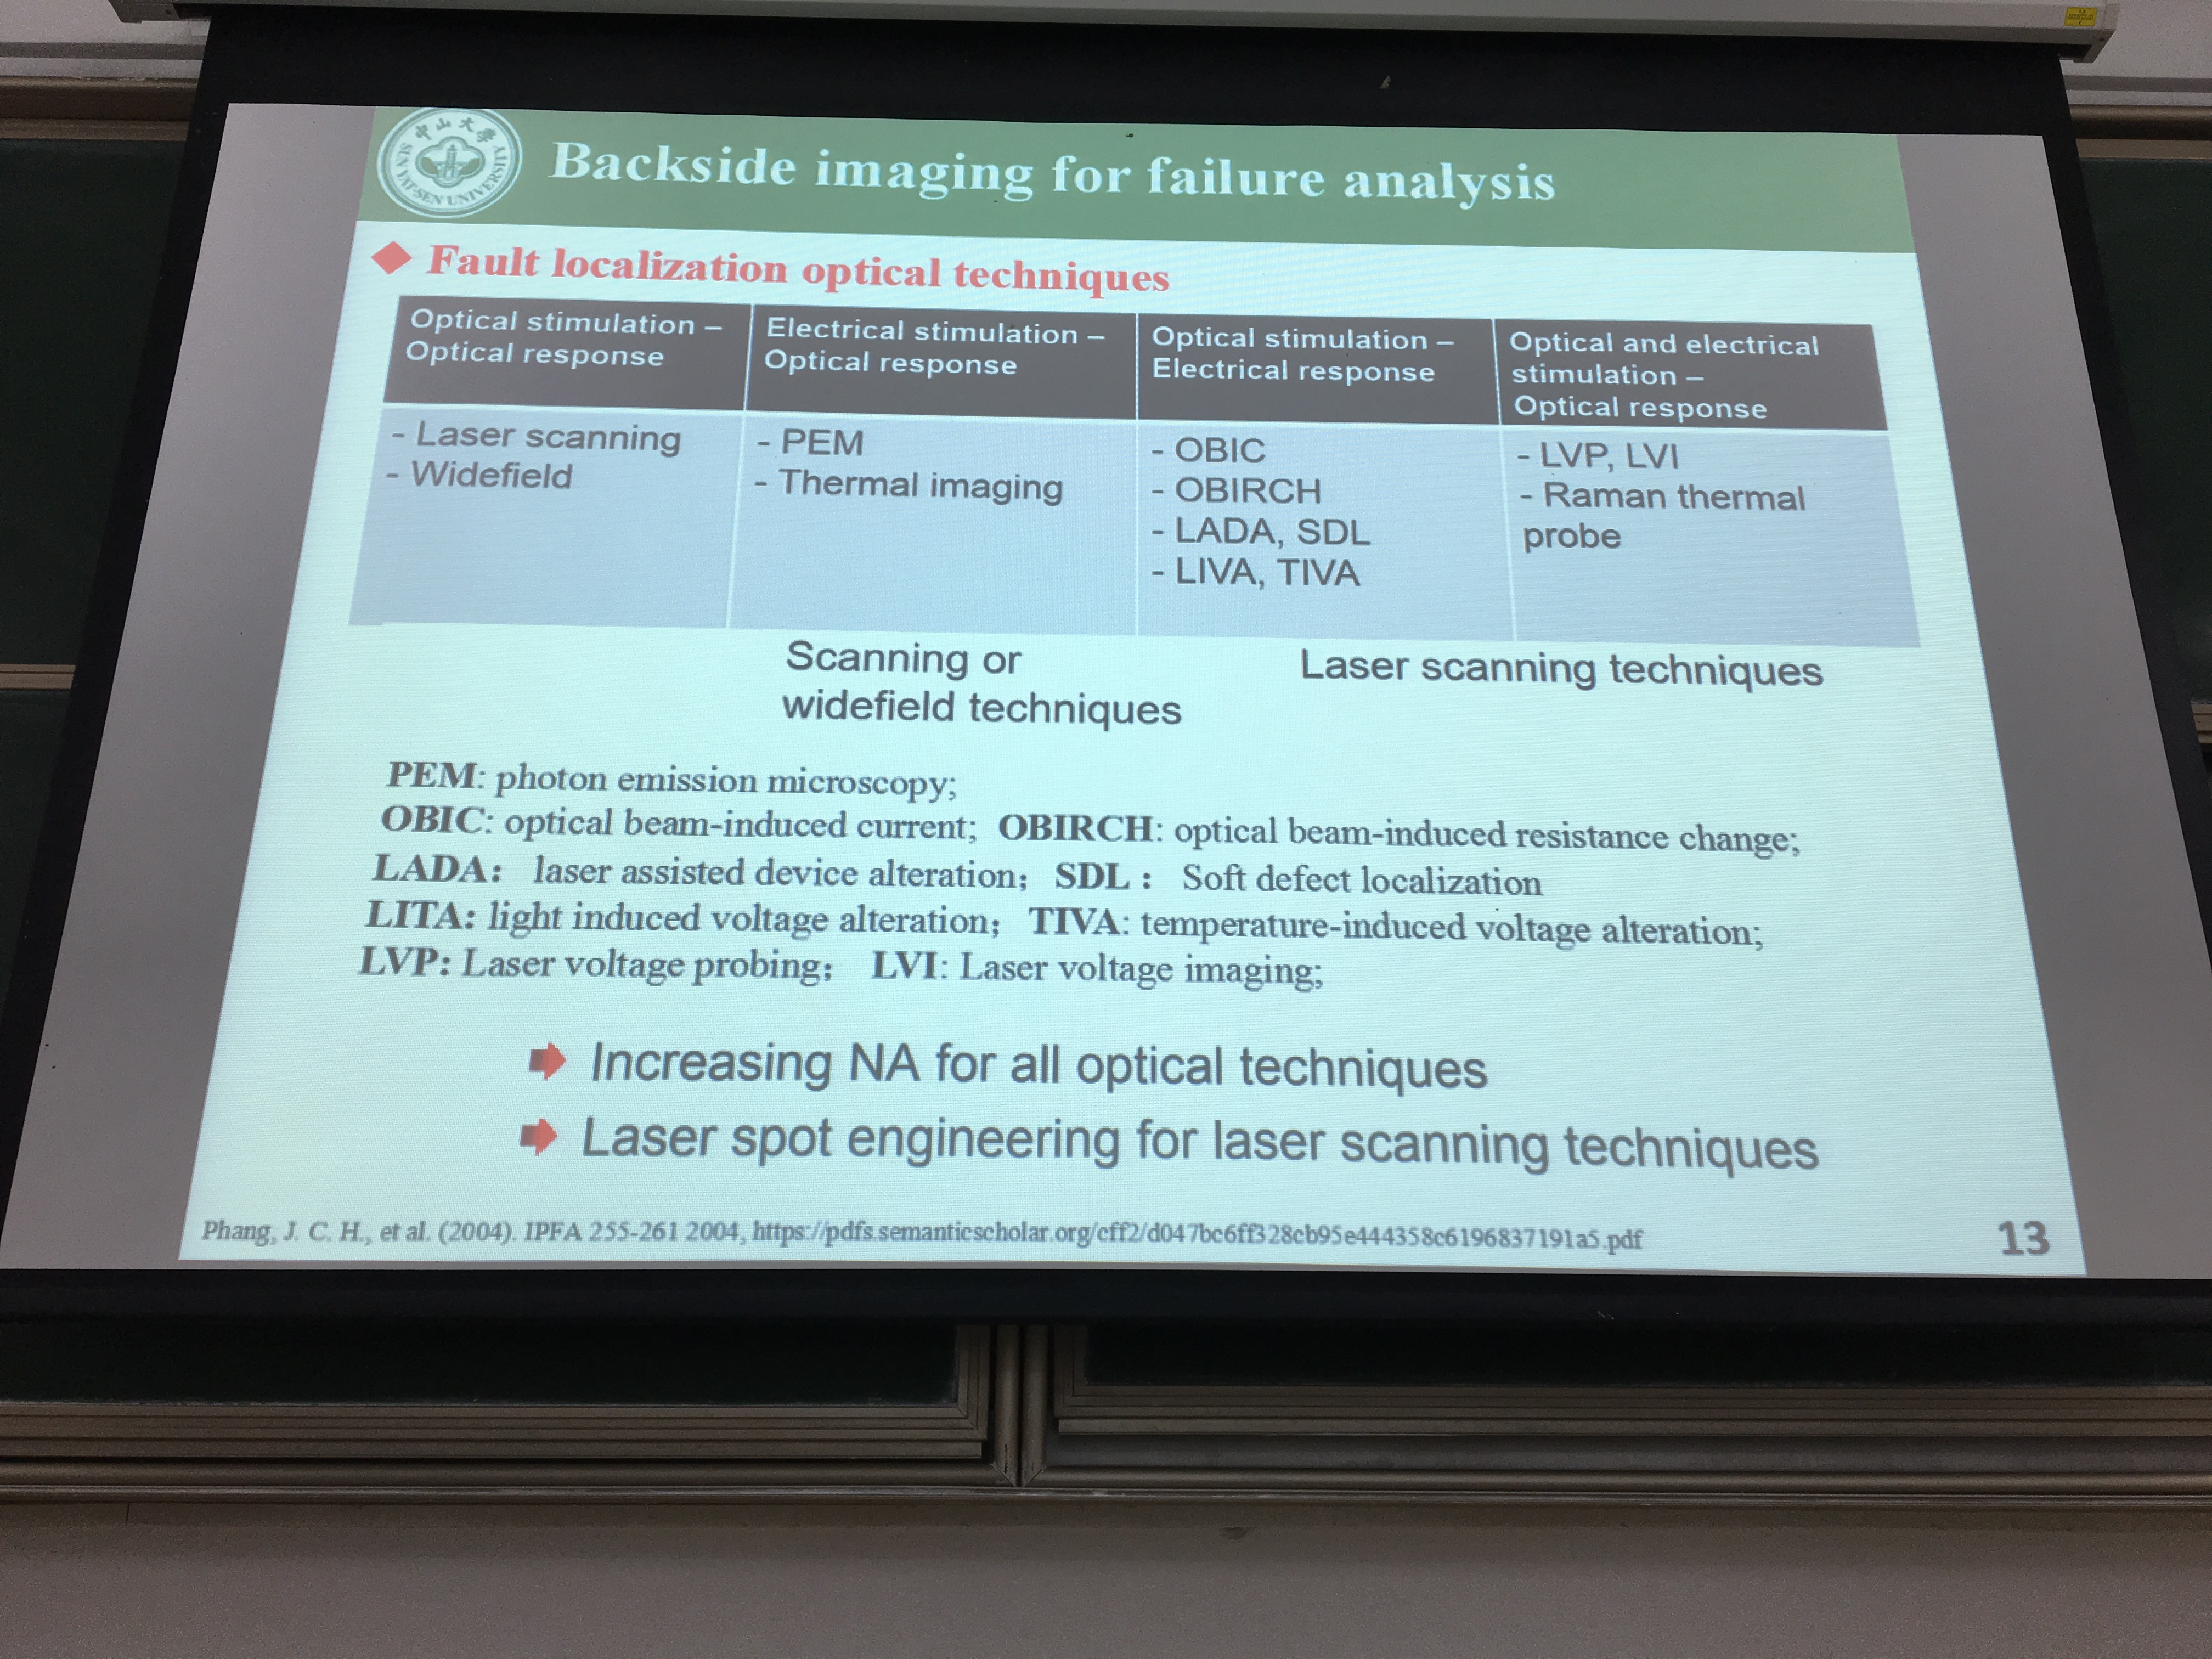 中山大學
SUN YAT-SEN UNIVERSITY
Backside imaging for failure analysis
Fault localization optical techniques
Optical stimulation –
Optical response
Electrical stimulation –
Optical response
Optical stimulation –
Electrical response
Optical and electrical
stimulation –
Optical response
- Laser scanning
- Widefield
- PEM
- Thermal imaging
- OBIC
- OBIRCH
- LADA, SDL
- LIVA, TIVA
- LVP, LVI
- Raman thermal
probe
Scanning or
widefield techniques
Laser scanning techniques
PEM: photon emission microscopy;
OBIC: optical beam-induced current; OBIRCH: optical beam-induced resistance change;
LADA: laser assisted device alteration; SDL : Soft defect localization
LITA: light induced voltage alteration; TIVA: temperature-induced voltage alteration;
LVP: Laser voltage probing; LVI: Laser voltage imaging;
Increasing NA for all optical techniques
Laser spot engineering for laser scanning techniques
Phang, J. C. H., et al. (2004). IPFA 255-261 2004, https://pdfs.semanticscholar.org/cff2/d047bc6ff328cb95e444358c6196837191a5.pdf
13